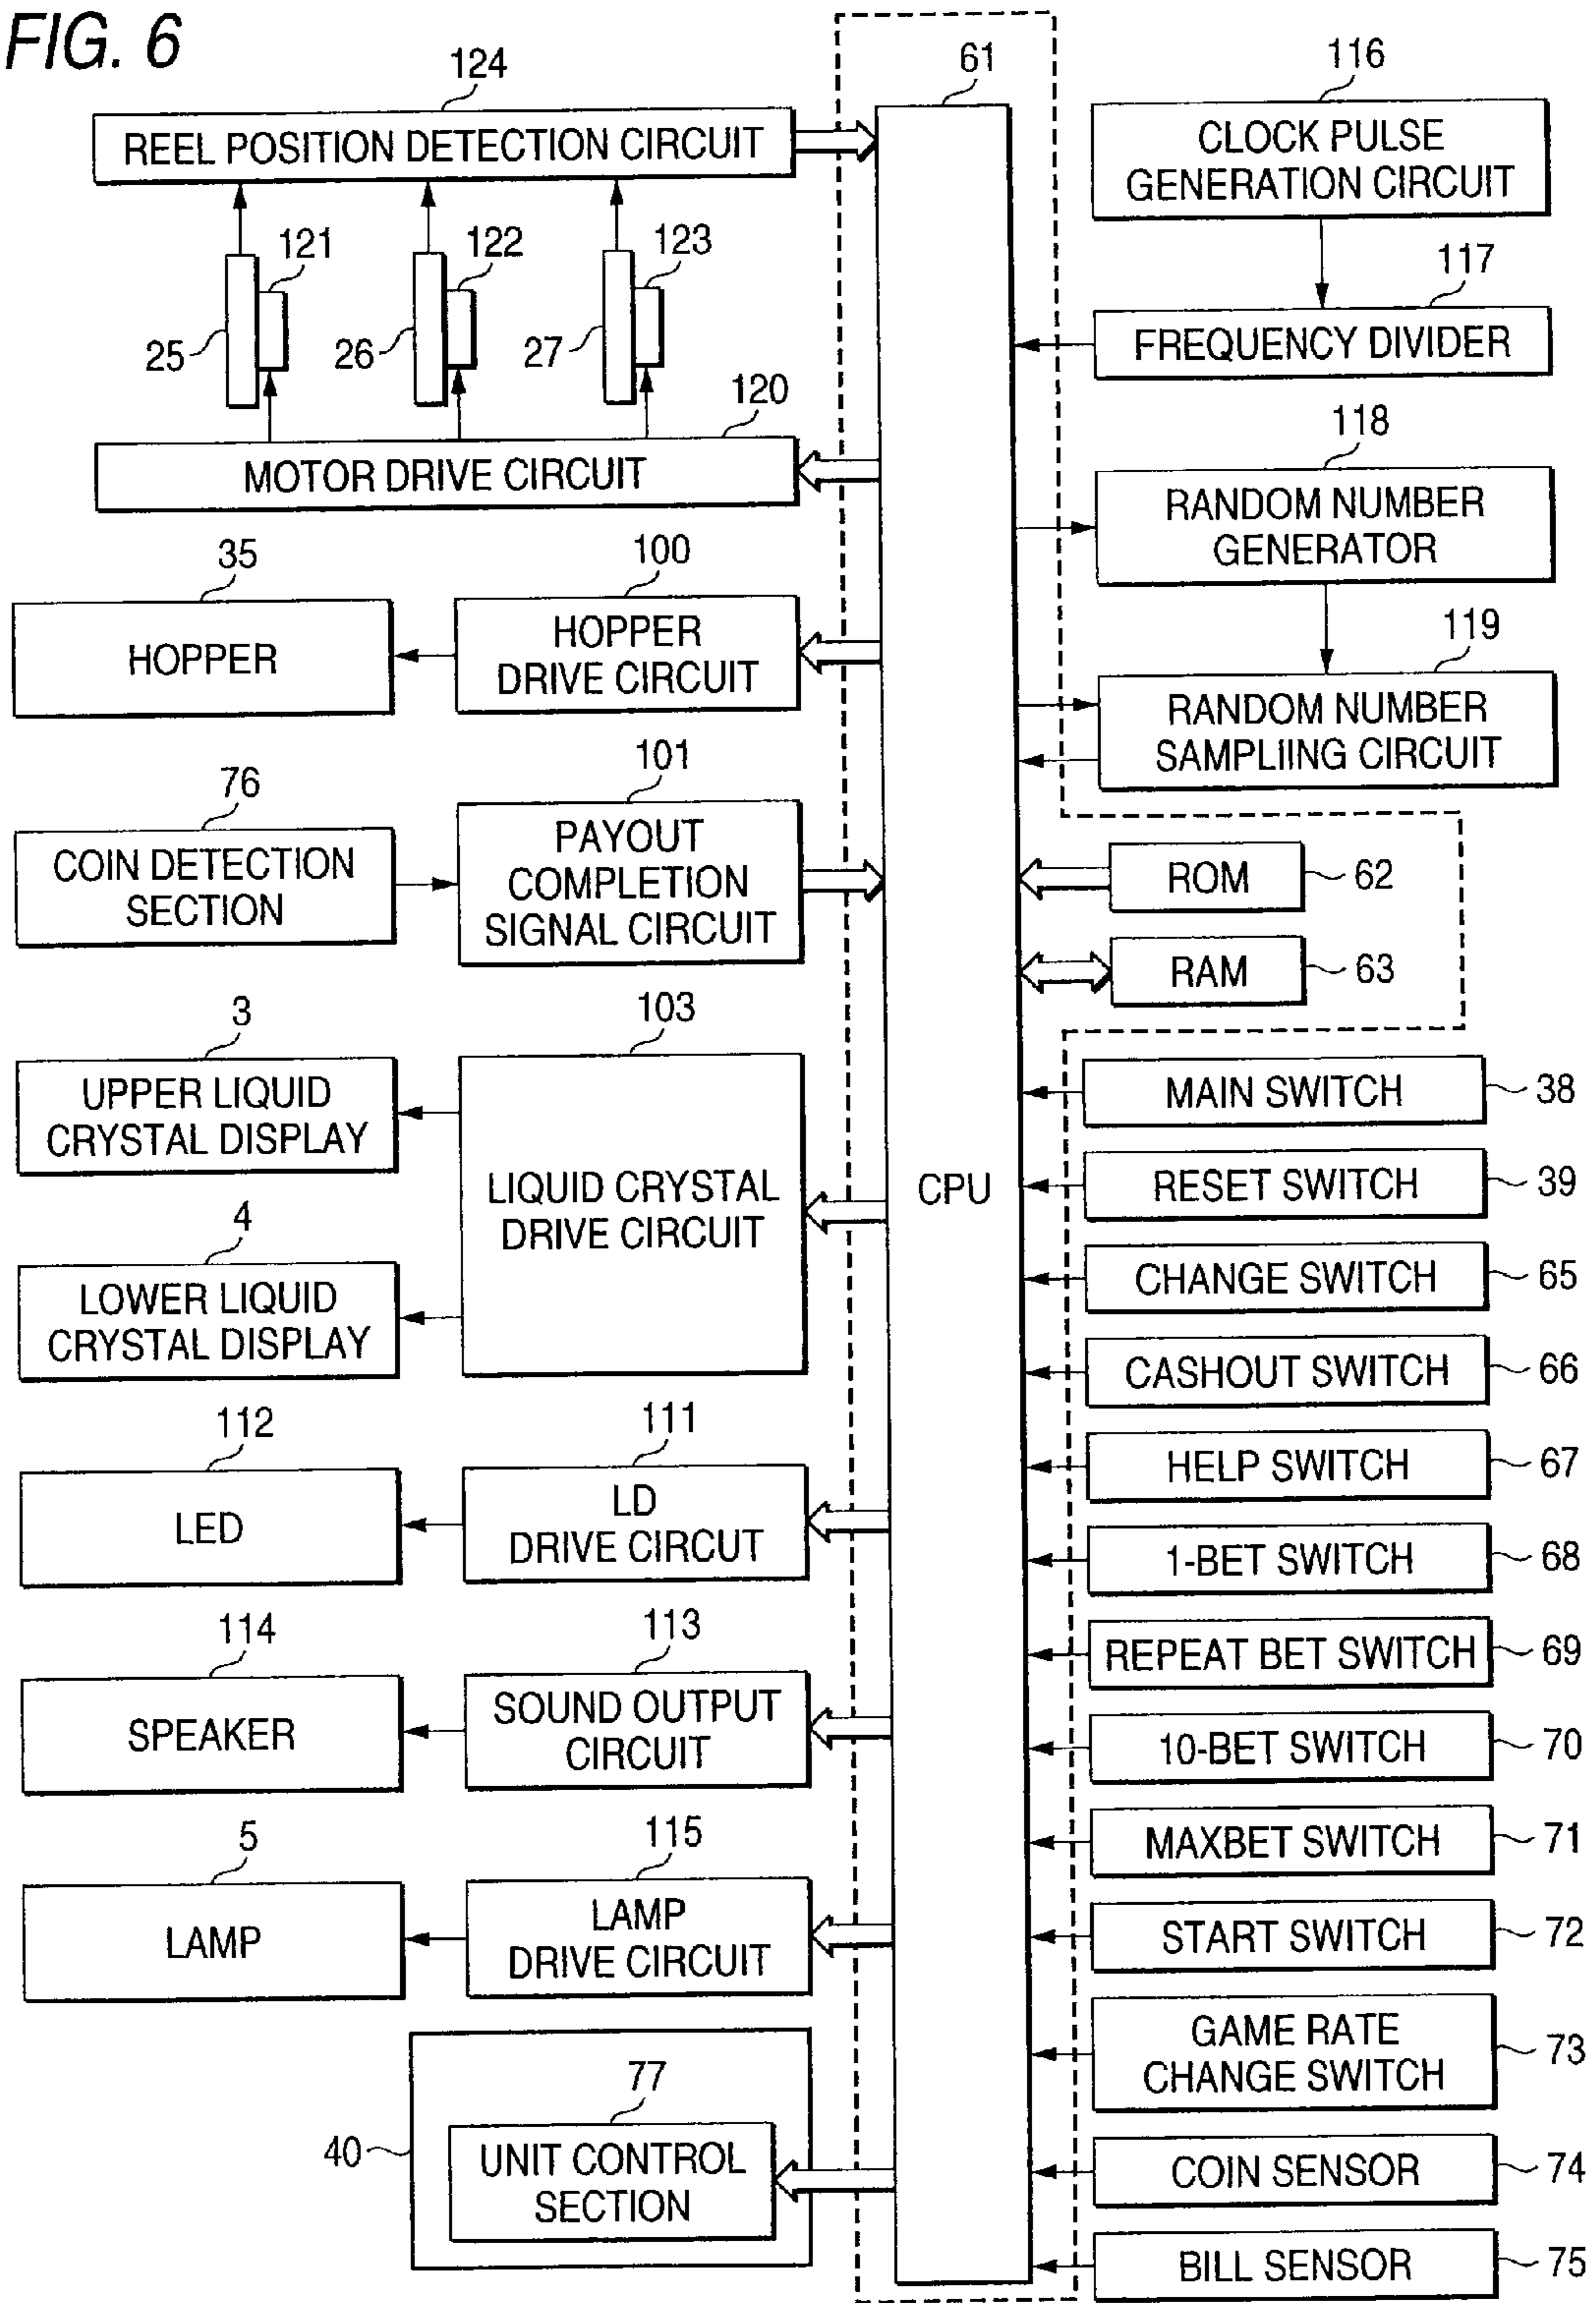 FIG. 6
124
REEL POSITION DETECTION CIRCUIT
121
122
123
25
26
27
120
MOTOR DRIVE CIRCUIT
35
HOPPER
100
HOPPER
DRIVE CIRCUIT
76
COIN DETECTION
SECTION
101
PAYOUT
COMPLETION
SIGNAL CIRCUIT
3
UPPER LIQUID
CRYSTAL DISPLAY
4
LOWER LIQUID
CRYSTAL DISPLAY
103
LIQUID CRYSTAL
DRIVE CIRCUIT
112
LED
111
LD
DRIVE CIRCUT
114
SPEAKER
113
SOUND OUTPUT
CIRCUIT
5
LAMP
115
LAMP
DRIVE CIRCUIT
40
77
UNIT CONTROL
SECTION
61
CPU
116
CLOCK PULSE
GENERATION CIRCUIT
117
FREQUENCY DIVIDER
118
RANDOM NUMBER
GENERATOR
119
RANDOM NUMBER
SAMPLIING CIRCUIT
ROM
62
RAM
63
MAIN SWITCH
38
RESET SWITCH
39
CHANGE SWITCH
65
CASHOUT SWITCH
66
HELP SWITCH
67
1-BET SWITCH
68
REPEAT BET SWITCH
69
10-BET SWITCH
70
MAXBET SWITCH
71
START SWITCH
72
GAME RATE
CHANGE SWITCH
73
COIN SENSOR
74
BILL SENSOR
75